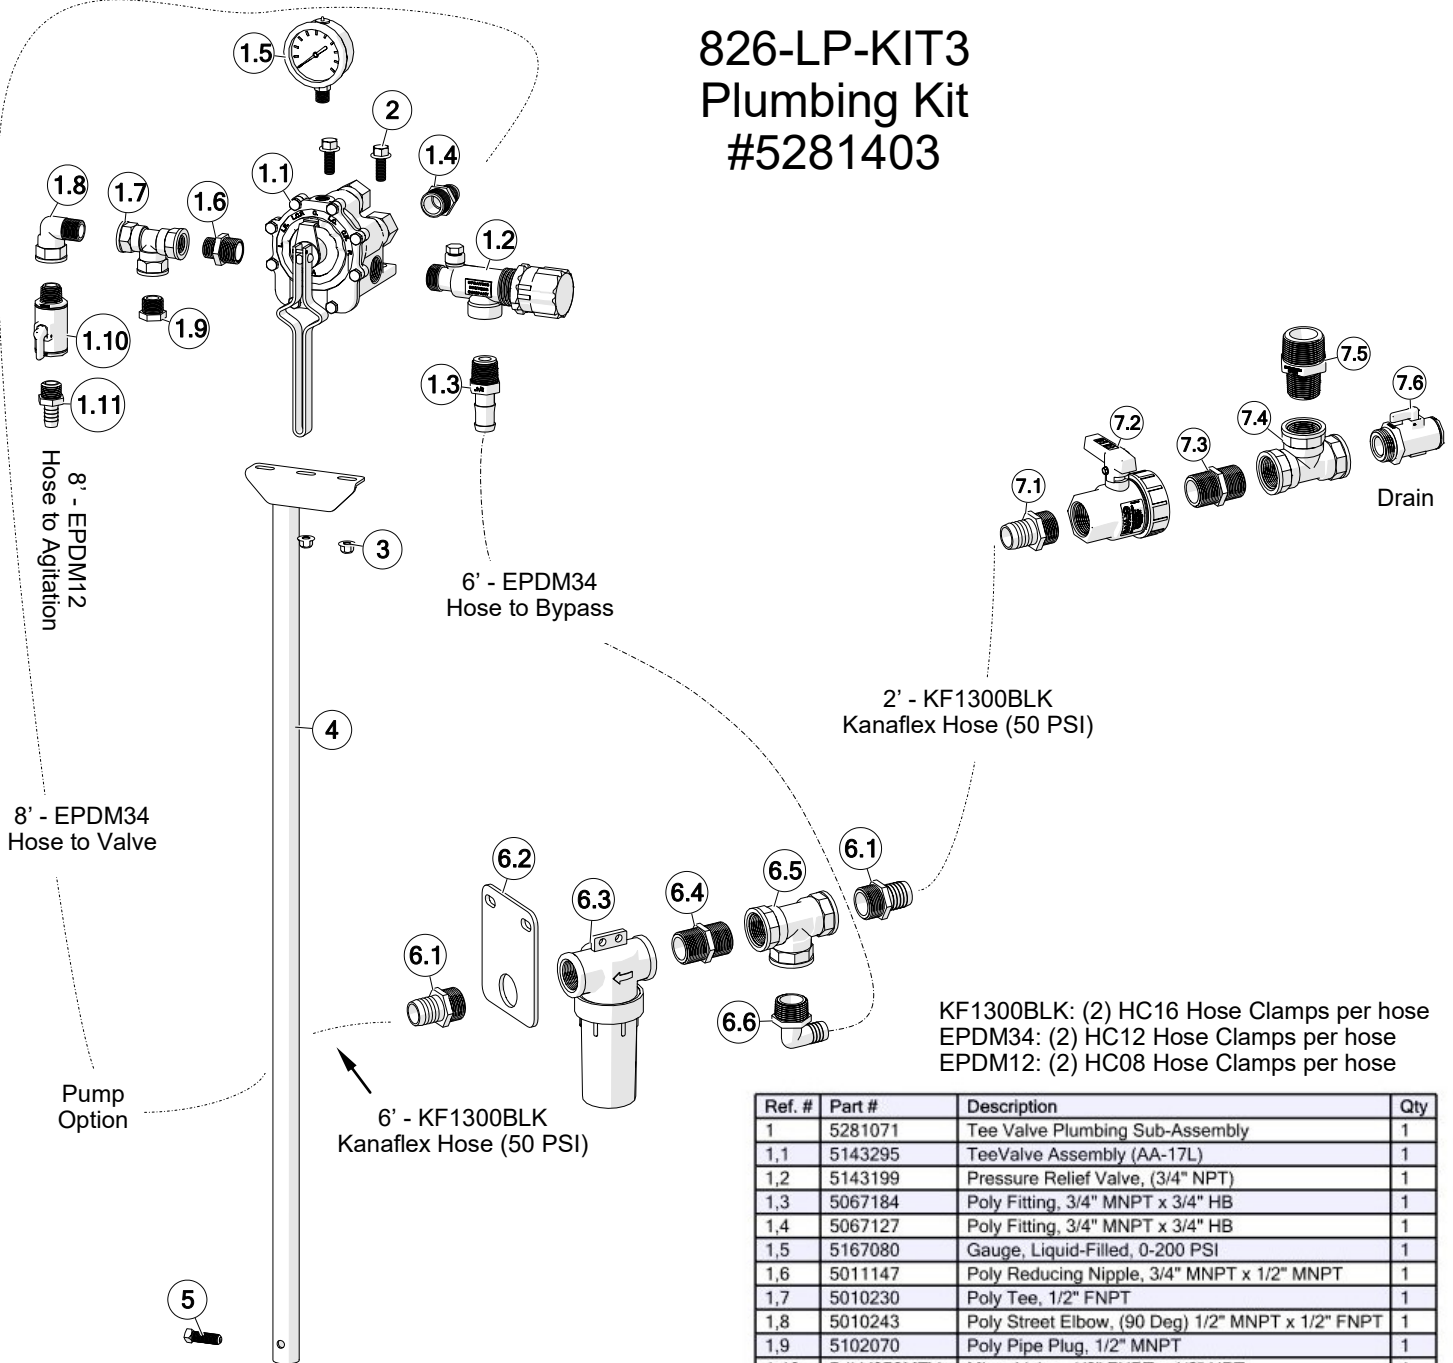 826-LP-KIT3
Plumbing Kit
#5281403
1.5
2
1.4
1.1
1.8
1.7
1.6
1.2
1.10
1.9
1.3
1.11
8’ - EPDM12
Hose to Agitation
3
6’ - EPDM34
Hose to Bypass
7.5
7.6
7.4
7.2
7.3
7.1
Drain
2’ - KF1300BLK
Kanaflex Hose (50 PSI)
4
8’ - EPDM34
Hose to Valve
6.2
6.3
6.4
6.5
6.1
6.1
6.6
Pump
Option
6’ - KF1300BLK
Kanaflex Hose (50 PSI)
5
KF1300BLK: (2) HC16 Hose Clamps per hose
EPDM34: (2) HC12 Hose Clamps per hose
EPDM12: (2) HC08 Hose Clamps per hose
Ref. # Part # Description Qty
1 5281071 Tee Valve Plumbing Sub-Assembly 1
1,1 5143295 TeeValve Assembly (AA-17L) 1
1,2 5143199 Pressure Relief Valve, (3/4" NPT) 1
1,3 5067184 Poly Fitting, 3/4" MNPT x 3/4" HB 1
1,4 5067127 Poly Fitting, 3/4" MNPT x 3/4" HB 1
1,5 5167080 Gauge, Liquid-Filled, 0-200 PSI 1
1,6 5011147 Poly Reducing Nipple, 3/4" MNPT x 1/2" MNPT 1
1,7 5010230 Poly Tee, 1/2" FNPT 1
1,8 5010243 Poly Street Elbow, (90 Deg) 1/2" MNPT x 1/2" FNPT 1
1,9 5102070 Poly Pipe Plug, 1/2" MNPT 1